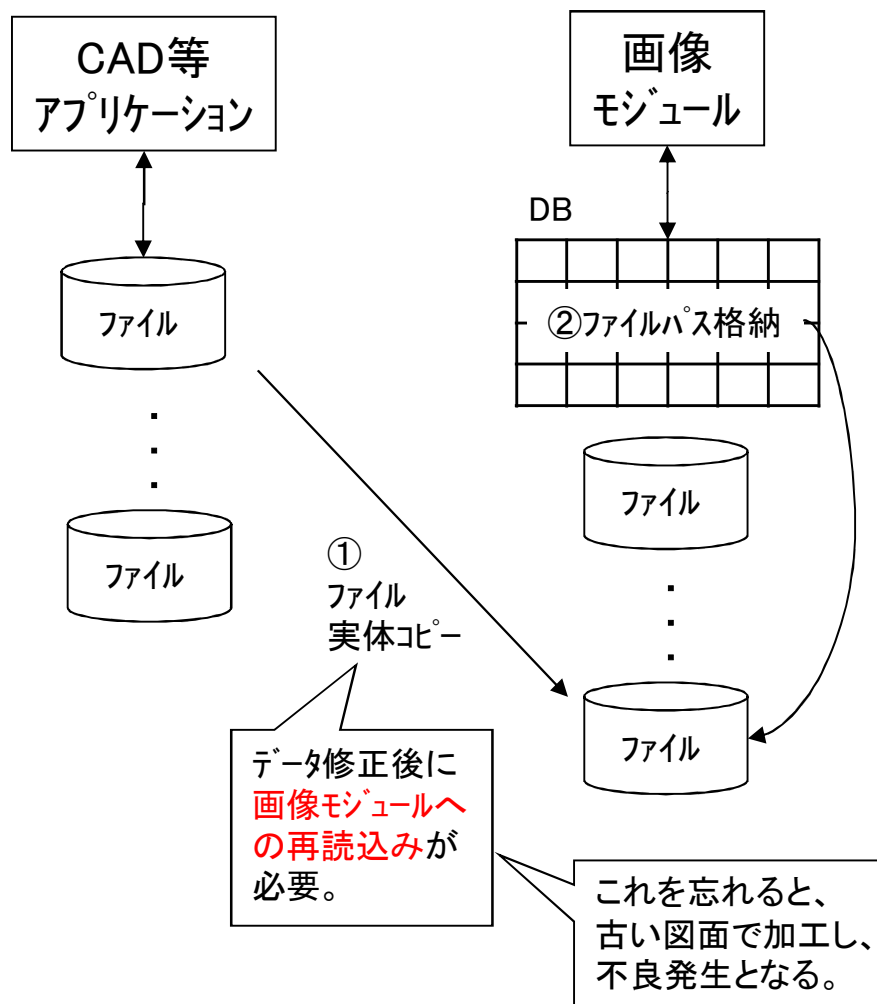 CAD等
ｱﾌﾟﾘｹｰｼｮﾝ
画像
ﾓｼﾞｭｰﾙ
DB
ﾌｧｲﾙ
②ﾌｧｲﾙﾊﾟｽ格納
ﾌｧｲﾙ
ﾌｧｲﾙ
①
ﾌｧｲﾙ
実体ｺﾋﾟｰ
ﾌｧｲﾙ
ﾃﾞｰﾀ修正後に
画像ﾓｼﾞｭｰﾙへ
の再読込みが
必要。
これを忘れると、
古い図面で加工し、
不良発生となる。